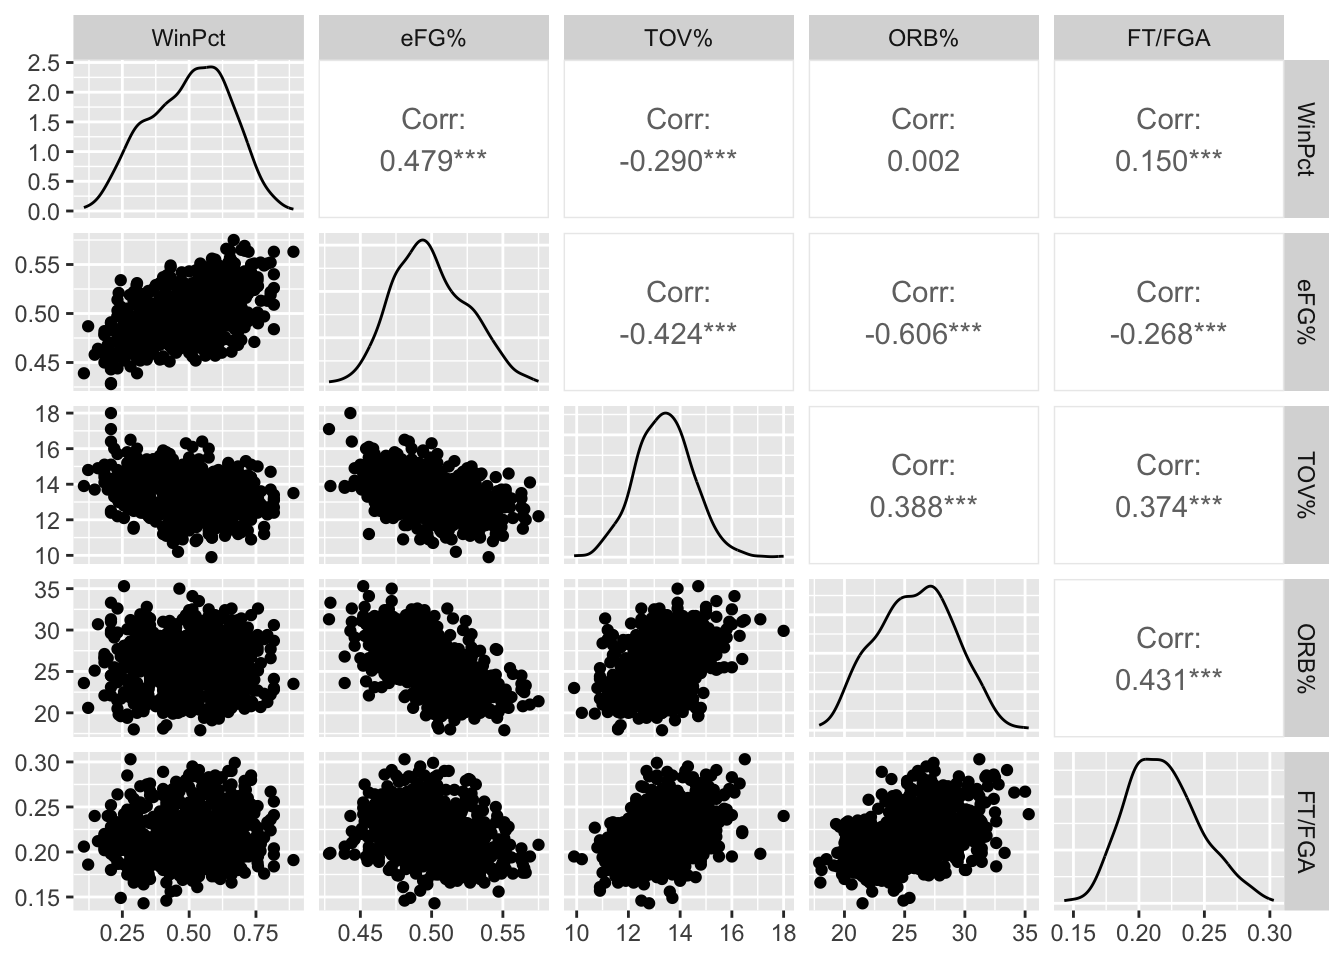 WinPct eFG% TOV% ORB% FT/FGA
2.5
2.0
1.5
1.0
0.5
0.0
Corr:
0.479***
Corr:
-0.290***
Corr:
0.002
Corr:
0.150***
WinPct
0.55
0.50
0.45
Corr:
-0.424***
Corr:
-0.606***
Corr:
-0.268***
eFG%
18
16
14
12
10
Corr:
0.388***
Corr:
0.374***
TOV%
35
30
25
20
Corr:
0.431***
ORB%
0.30
0.25
0.20
0.15
FT/FGA
0.25 0.50 0.75 0.45 0.50 0.55 10 12 14 16 18 20 25 30 35 0.15 0.20 0.25 0.30